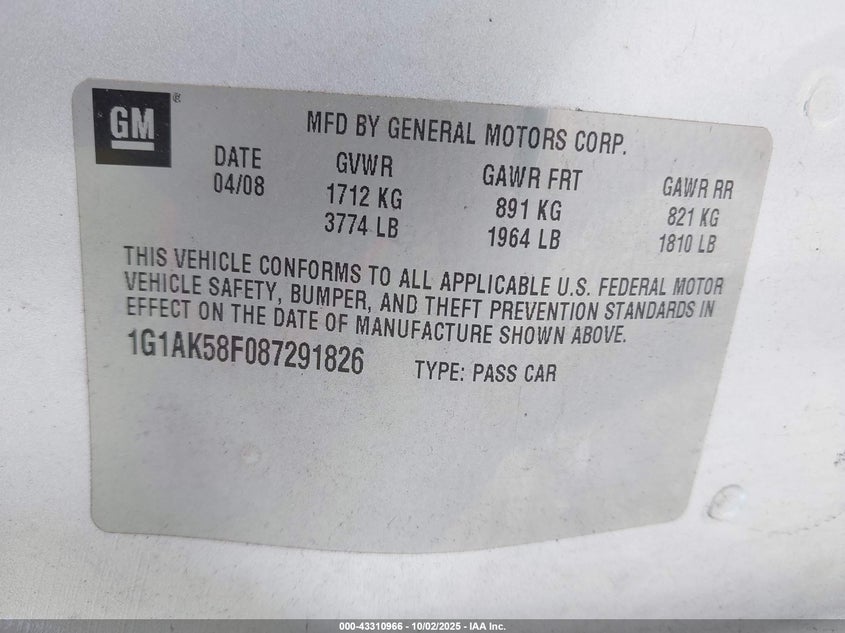 GM®
MFD BY GENERAL MOTORS CORP.
DATE GVWR GAWR FRT GAWR RR
04/08 1712 KG 891 KG 821 KG
3774 LB 1964 LB 1810 LB
THIS VEHICLE CONFORMS TO ALL APPLICABLE U.S. FEDERAL MOTOR
VEHICLE SAFETY, BUMPER, AND THEFT PREVENTION STANDARDS IN
EFFECT ON THE DATE OF MANUFACTURE SHOWN ABOVE.
1G1AK58F087291826 TYPE: PASS CAR
000-43310966 - 10/02/2025 - IAA Inc.